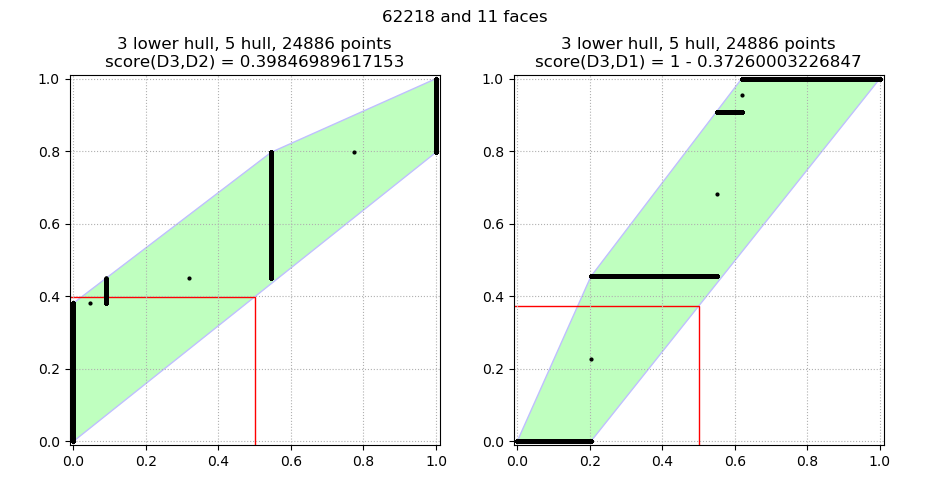 62218 and 11 faces
3 lower hull, 5 hull, 24886 points
score(D3,D2) = 0.39846989617153
1.0
0.8
0.6
0.4
0.2
0.0
0.0 0.2 0.4 0.6 0.8 1.0
3 lower hull, 5 hull, 24886 points
score(D3,D1) = 1 - 0.37260003226847
1.0
0.8
0.6
0.4
0.2
0.0
0.0 0.2 0.4 0.6 0.8 1.0